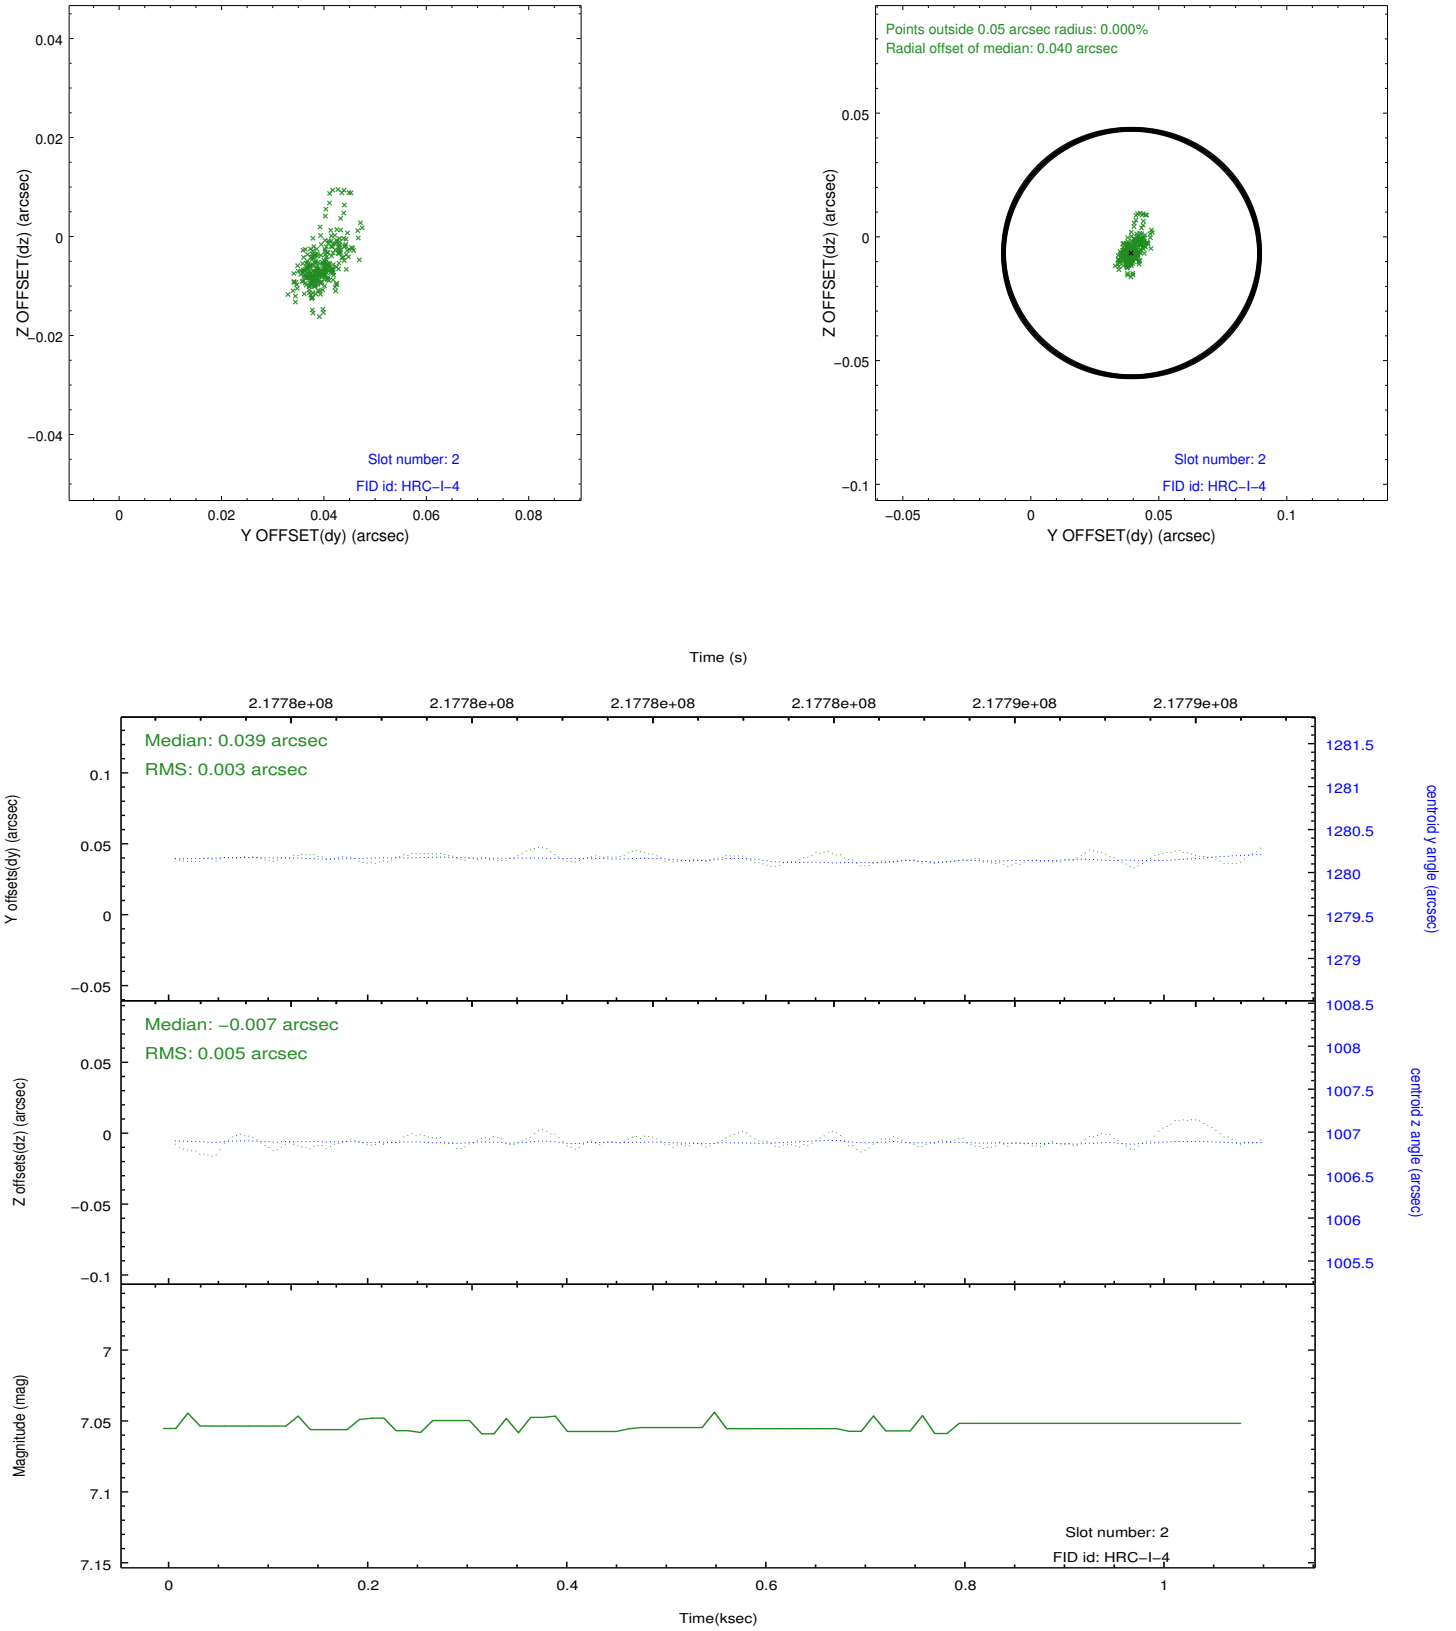 0.04
0.02
0
−0.02
−0.04
Z OFFSET(dz) (arcsec)
Slot number: 2
FID id: HRC−I−4
0
0.02
0.04
0.06
0.08
Y OFFSET(dy) (arcsec)
Points outside 0.05 arcsec radius: 0.000%
Radial offset of median: 0.040 arcsec
0.05
0
−0.05
−0.1
Z OFFSET(dz) (arcsec)
Slot number: 2
FID id: HRC−I−4
−0.05
0
0.05
0.1
Y OFFSET(dy) (arcsec)
Time (s)
2.1778e+08
2.1778e+08
2.1778e+08
2.1778e+08
2.1779e+08
2.1779e+08
Median: 0.039 arcsec
RMS: 0.003 arcsec
0.1
0.05
0
−0.05
Y offsets(dy) (arcsec)
1281.5
1281
1280.5
1280
1279.5
1279
centroid y angle (arcsec)
Median: −0.007 arcsec
RMS: 0.005 arcsec
0.05
0
−0.05
−0.1
Z offsets(dz) (arcsec)
1008.5
1008
1007.5
1007
1006.5
1006
1005.5
centroid z angle (arcsec)
7
7.05
7.1
7.15
Magnitude (mag)
Slot number: 2
FID id: HRC−I−4
0
0.2
0.4
0.6
0.8
1
Time(ksec)